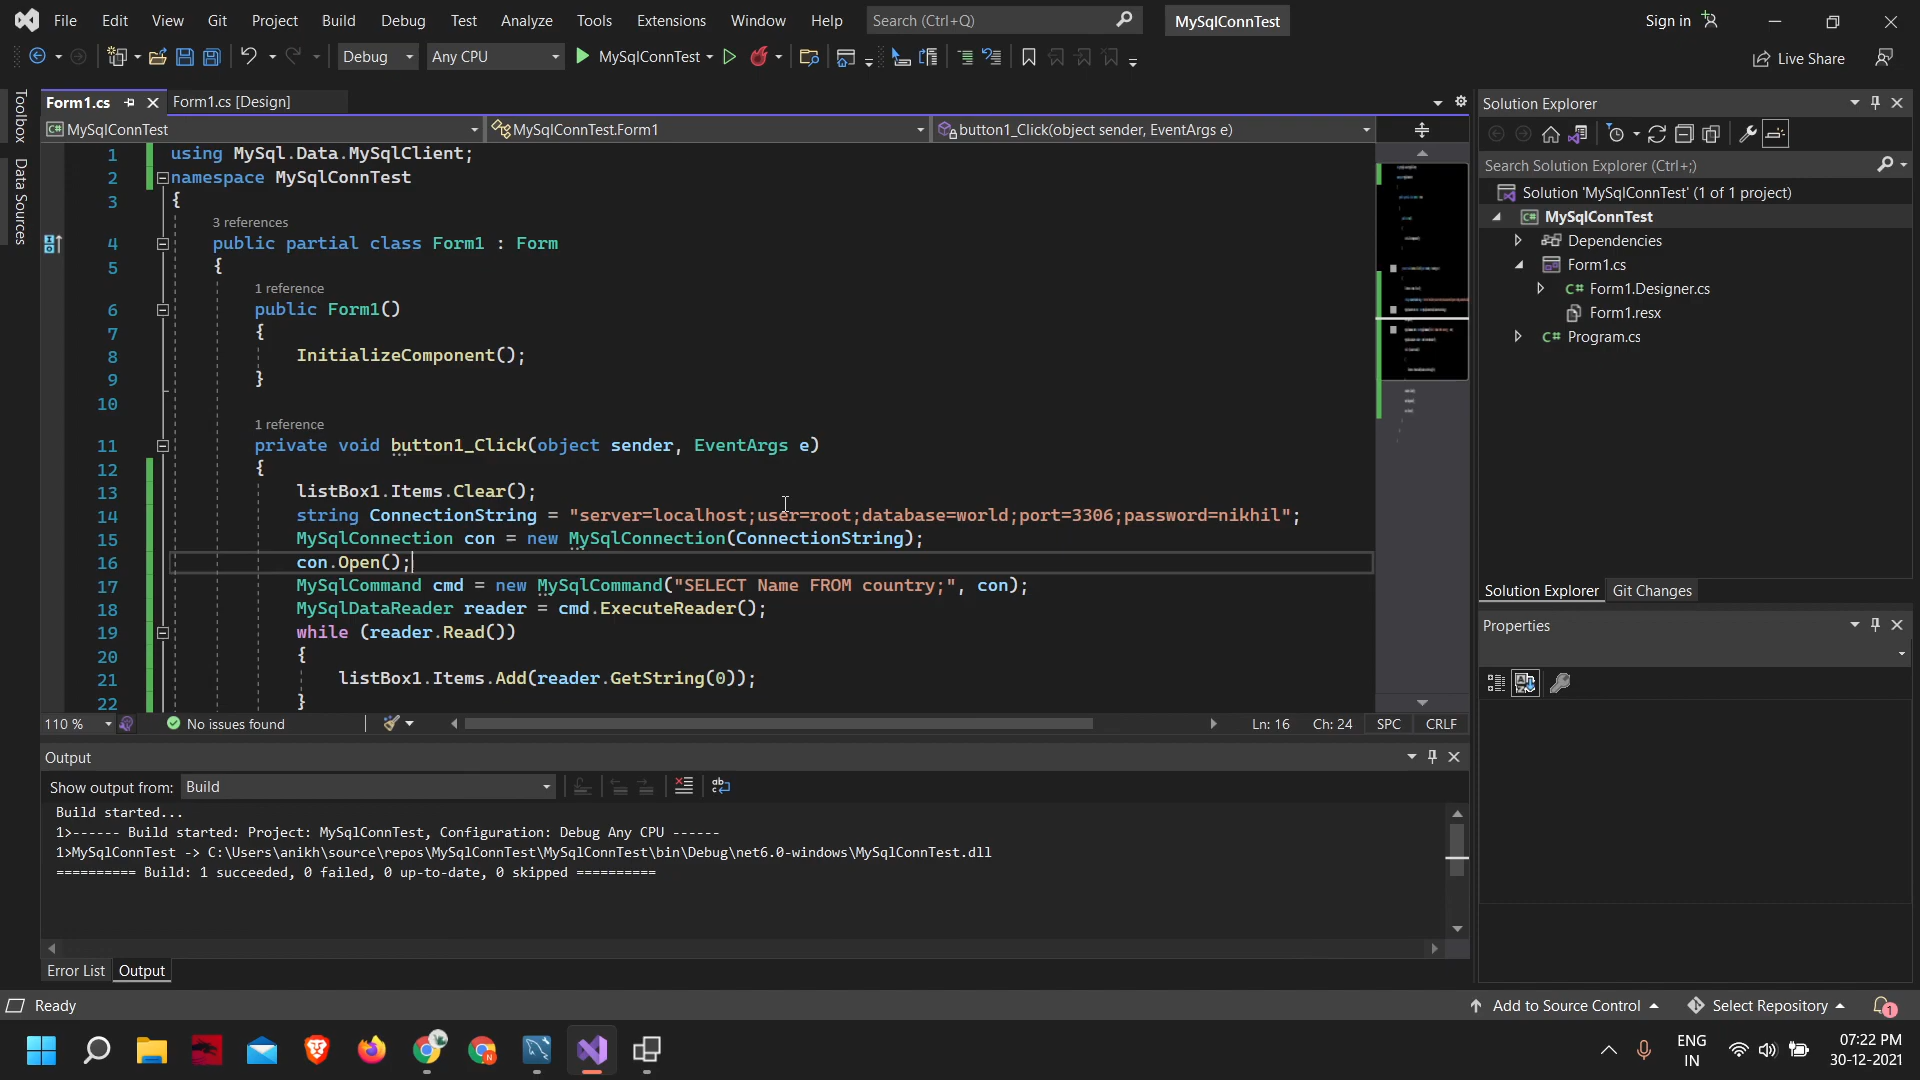 File Edit View Git Project Build Debug Test Analyze Tools Extensions Window Help Search (Ctrl+Q) MySqlConnTest Sign in
Debug Any CPU MySqlConnTest Live Share
Toolbox
Data Sources
Form1.cs Form1.cs [Design]
MySqlConnTest MySqlConnTest.Form1 button1_Click(object sender, EventArgs e)
1 using MySql.Data.MySqlClient;
2 namespace MySqlConnTest
3 {
3 references
4 public partial class Form1 : Form
5 {
1 reference
6 public Form1()
7 {
8 InitializeComponent();
9 }
10
1 reference
11 private void button1_Click(object sender, EventArgs e)
12 {
13 listBox1.Items.Clear();
14 string ConnectionString = "server=localhost;user=root;database=world;port=3306;password=nikhil";
15 MySqlConnection con = new MySqlConnection(ConnectionString);
16 con.Open();
17 MySqlCommand cmd = new MySqlCommand("SELECT Name FROM country;", con);
18 MySqlDataReader reader = cmd.ExecuteReader();
19 while (reader.Read())
20 {
21 listBox1.Items.Add(reader.GetString(0));
22 }
110 % No issues found Ln: 16 Ch: 24 SPC CRLF
Output
Show output from: Build
Build started...
1>------ Build started: Project: MySqlConnTest, Configuration: Debug Any CPU ------
1>MySqlConnTest -> C:\Users\anikh\source\repos\MySqlConnTest\MySqlConnTest\bin\Debug\net6.0-windows\MySqlConnTest.dll
========== Build: 1 succeeded, 0 failed, 0 up-to-date, 0 skipped ==========
Error List Output
Solution Explorer
Search Solution Explorer (Ctrl+;)
Solution 'MySqlConnTest' (1 of 1 project)
MySqlConnTest
Dependencies
Form1.cs
Form1.Designer.cs
Form1.resx
Program.cs
Solution Explorer Git Changes
Properties
Ready Add to Source Control Select Repository 1
ENG
IN
07:22 PM
30-12-2021